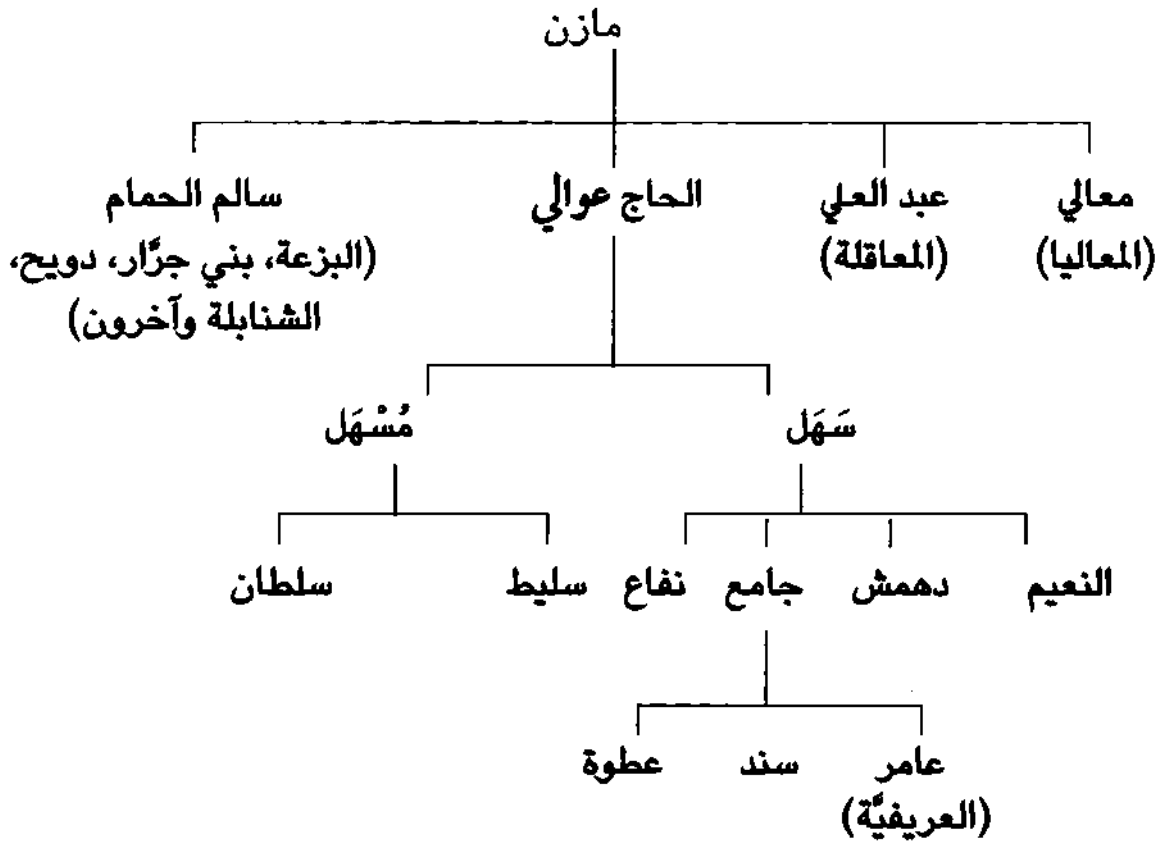 مازن
معالي عبد العلي الحاج عوالي سالم الحمام
(المعاليا) (المعاقلة) (البزعة، بني جرَّار، دويح،
الشنابلة وآخرون)
سَهَل مُسْهَل
النعيم دهمش جامع نفاع سليط سلطان
عامر سند عطوة
(العريفيَّة)